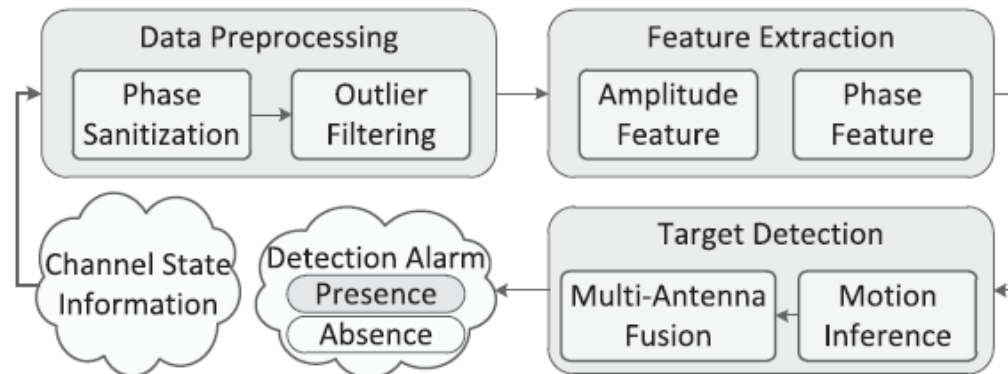 Data Preprocessing
Phase
Sanitization
Outlier
Filtering
Feature Extraction
Amplitude
Feature
Phase
Feature
Channel State
Information
Detection Alarm
Presence
Absence
Target Detection
Multi-Antenna
Fusion
Motion
Inference